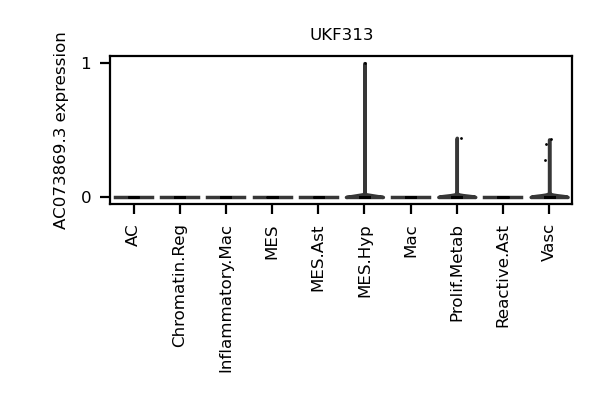 UKF313
AC073869.3 expression
1
0
AC
Chromatin.Reg
Inflammatory.Mac
MES
MES.Ast
MES.Hyp
Mac
Prolif.Metab
Reactive.Ast
Vasc